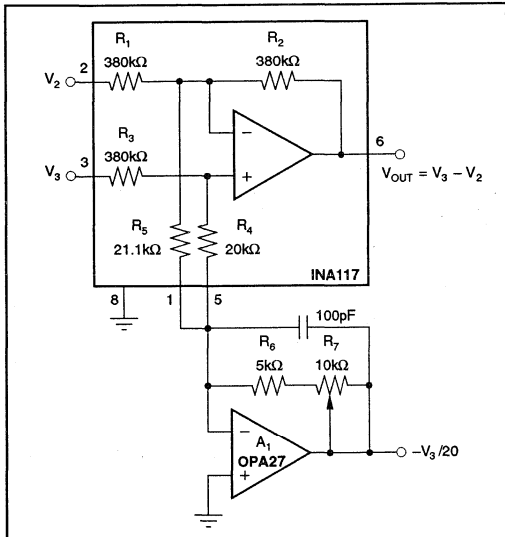 R1 R2
380kΩ 380kΩ
V2 2
R3
380kΩ
V3 3
−
+
6
VOUT = V3 − V2
R5 R4
21.1kΩ 20kΩ
INA117
8 1 5
100pF
R6 R7
5kΩ 10kΩ
−
A1
OPA27
+
−V3/20